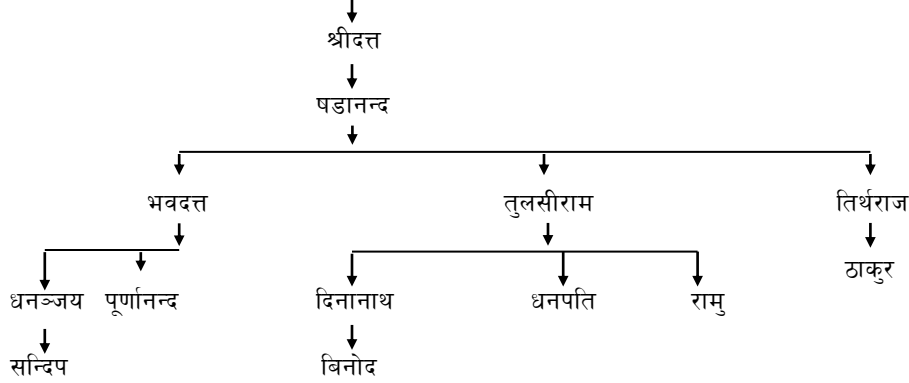 श्रीदत्त
षडानन्द
भवदत्त तुलसीराम तिर्थराज
ठाकुर
धनञ्जय पूर्णानन्द दिनानाथ धनपति रामु
सन्दिप बिनोद